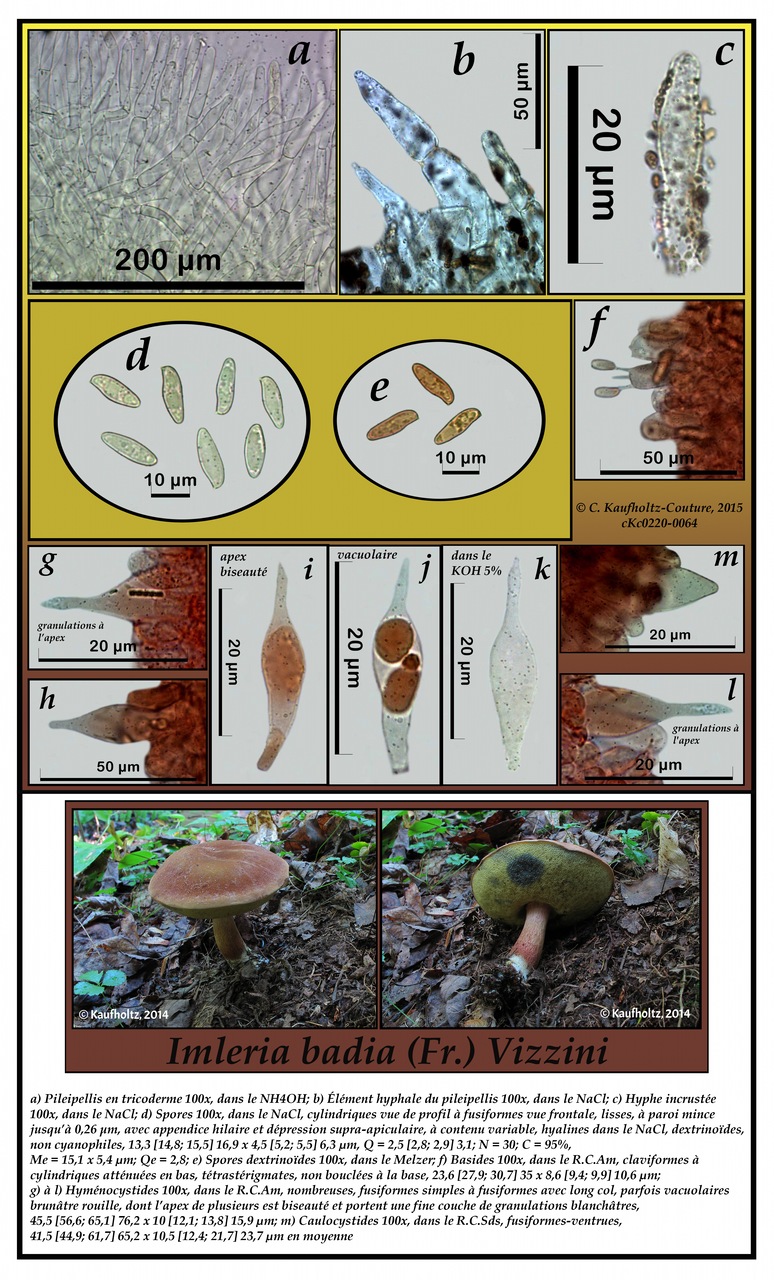 a
200 µm
b
50 µm
c
20 µm
d
10 µm
e
10 µm
f
50 µm
© C. Kaufholtz-Couture, 2015
cKc0220-0064
g
granulations à
l'apex
20 µm
h
50 µm
apex
biseauté
i
20 µm
vacuolaire
j
20 µm
dans le
KOH 5%
k
20 µm
m
20 µm
l
granulations à
l'apex
20 µm
© Kaufholtz, 2014
© Kaufholtz, 2014
Imleria badia (Fr.) Vizzini
a) Pileipellis en tricoderme 100x, dans le NH4OH; b) Élément hyphale du pileipellis 100x, dans le NaCl; c) Hyphe incrustée
100x, dans le NaCl; d) Spores 100x, dans le NaCl, cylindriques vue de profil à fusiformes vue frontale, lisses, à paroi mince
jusqu'à 0,26 µm, avec appendice hilaire et dépression supra-apiculaire, à contenu variable, hyalines dans le NaCl, dextrinoïdes,
non cyanophiles, 13,3 [14,8; 15,5] 16,9 x 4,5 [5,2; 5,5] 6,3 µm, Q = 2,5 [2,8; 2,9] 3,1; N = 30; C = 95%,
Me = 15,1 x 5,4 µm; Qe = 2,8; e) Spores dextrinoïdes 100x, dans le Melzer; f) Basides 100x, dans le R.C.Am, claviformes à
cylindriques atténuées en bas, tétrastérigmates, non bouclées à la base, 23,6 [27,9; 30,7] 35 x 8,6 [9,4; 9,9] 10,6 µm;
g) à l) Hyménocystides 100x, dans le R.C.Am, nombreuses, fusiformes simples à fusiformes avec long col, parfois vacuolaires
brunâtre rouille, dont l'apex de plusieurs est biseauté et portent une fine couche de granulations blanchâtres,
45,5 [56,6; 65,1] 76,2 x 10 [12,1; 13,8] 15,9 µm; m) Caulocystides 100x, dans le R.C.Sds, fusiformes-ventrues,
41,5 [44,9; 61,7] 65,2 x 10,5 [12,4; 21,7] 23,7 µm en moyenne